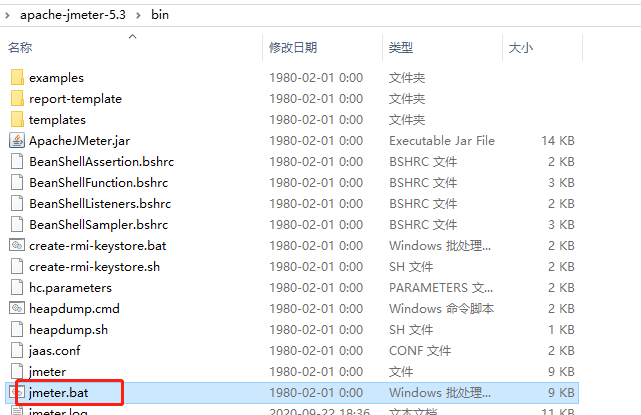 apache-jmeter-5.3 > bin
名称 修改日期 类型 大小
examples 1980-02-01 0:00 文件夹
report-template 1980-02-01 0:00 文件夹
templates 1980-02-01 0:00 文件夹
ApacheJMeter.jar 1980-02-01 0:00 Executable Jar File 14 KB
BeanShellAssertion.bshrc 1980-02-01 0:00 BSHRC 文件 2 KB
BeanShellFunction.bshrc 1980-02-01 0:00 BSHRC 文件 3 KB
BeanShellListeners.bshrc 1980-02-01 0:00 BSHRC 文件 2 KB
BeanShellSampler.bshrc 1980-02-01 0:00 BSHRC 文件 3 KB
create-rmi-keystore.bat 1980-02-01 0:00 Windows 批处理... 2 KB
create-rmi-keystore.sh 1980-02-01 0:00 SH 文件 2 KB
hc.parameters 1980-02-01 0:00 PARAMETERS 文... 2 KB
heapdump.cmd 1980-02-01 0:00 Windows 命令脚本 2 KB
heapdump.sh 1980-02-01 0:00 SH 文件 1 KB
jaas.conf 1980-02-01 0:00 CONF 文件 2 KB
jmeter 1980-02-01 0:00 文件 9 KB
jmeter.bat 1980-02-01 0:00 Windows 批处理... 9 KB
jmeter.log 2020-09-22 18:36 文本文档 11 KB